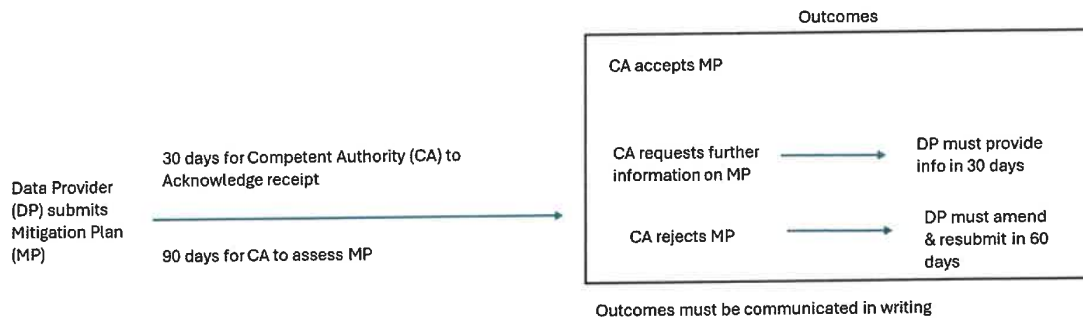 Outcomes
CA accepts MP
30 days for Competent Authority (CA) to
Acknowledge receipt
Data Provider
(DP) submits
Mitigation Plan
(MP)
90 days for CA to assess MP
CA requests further
information on MP
DP must provide
info in 30 days
CA rejects MP
DP must amend
& resubmit in 60
days
Outcomes must be communicated in writing